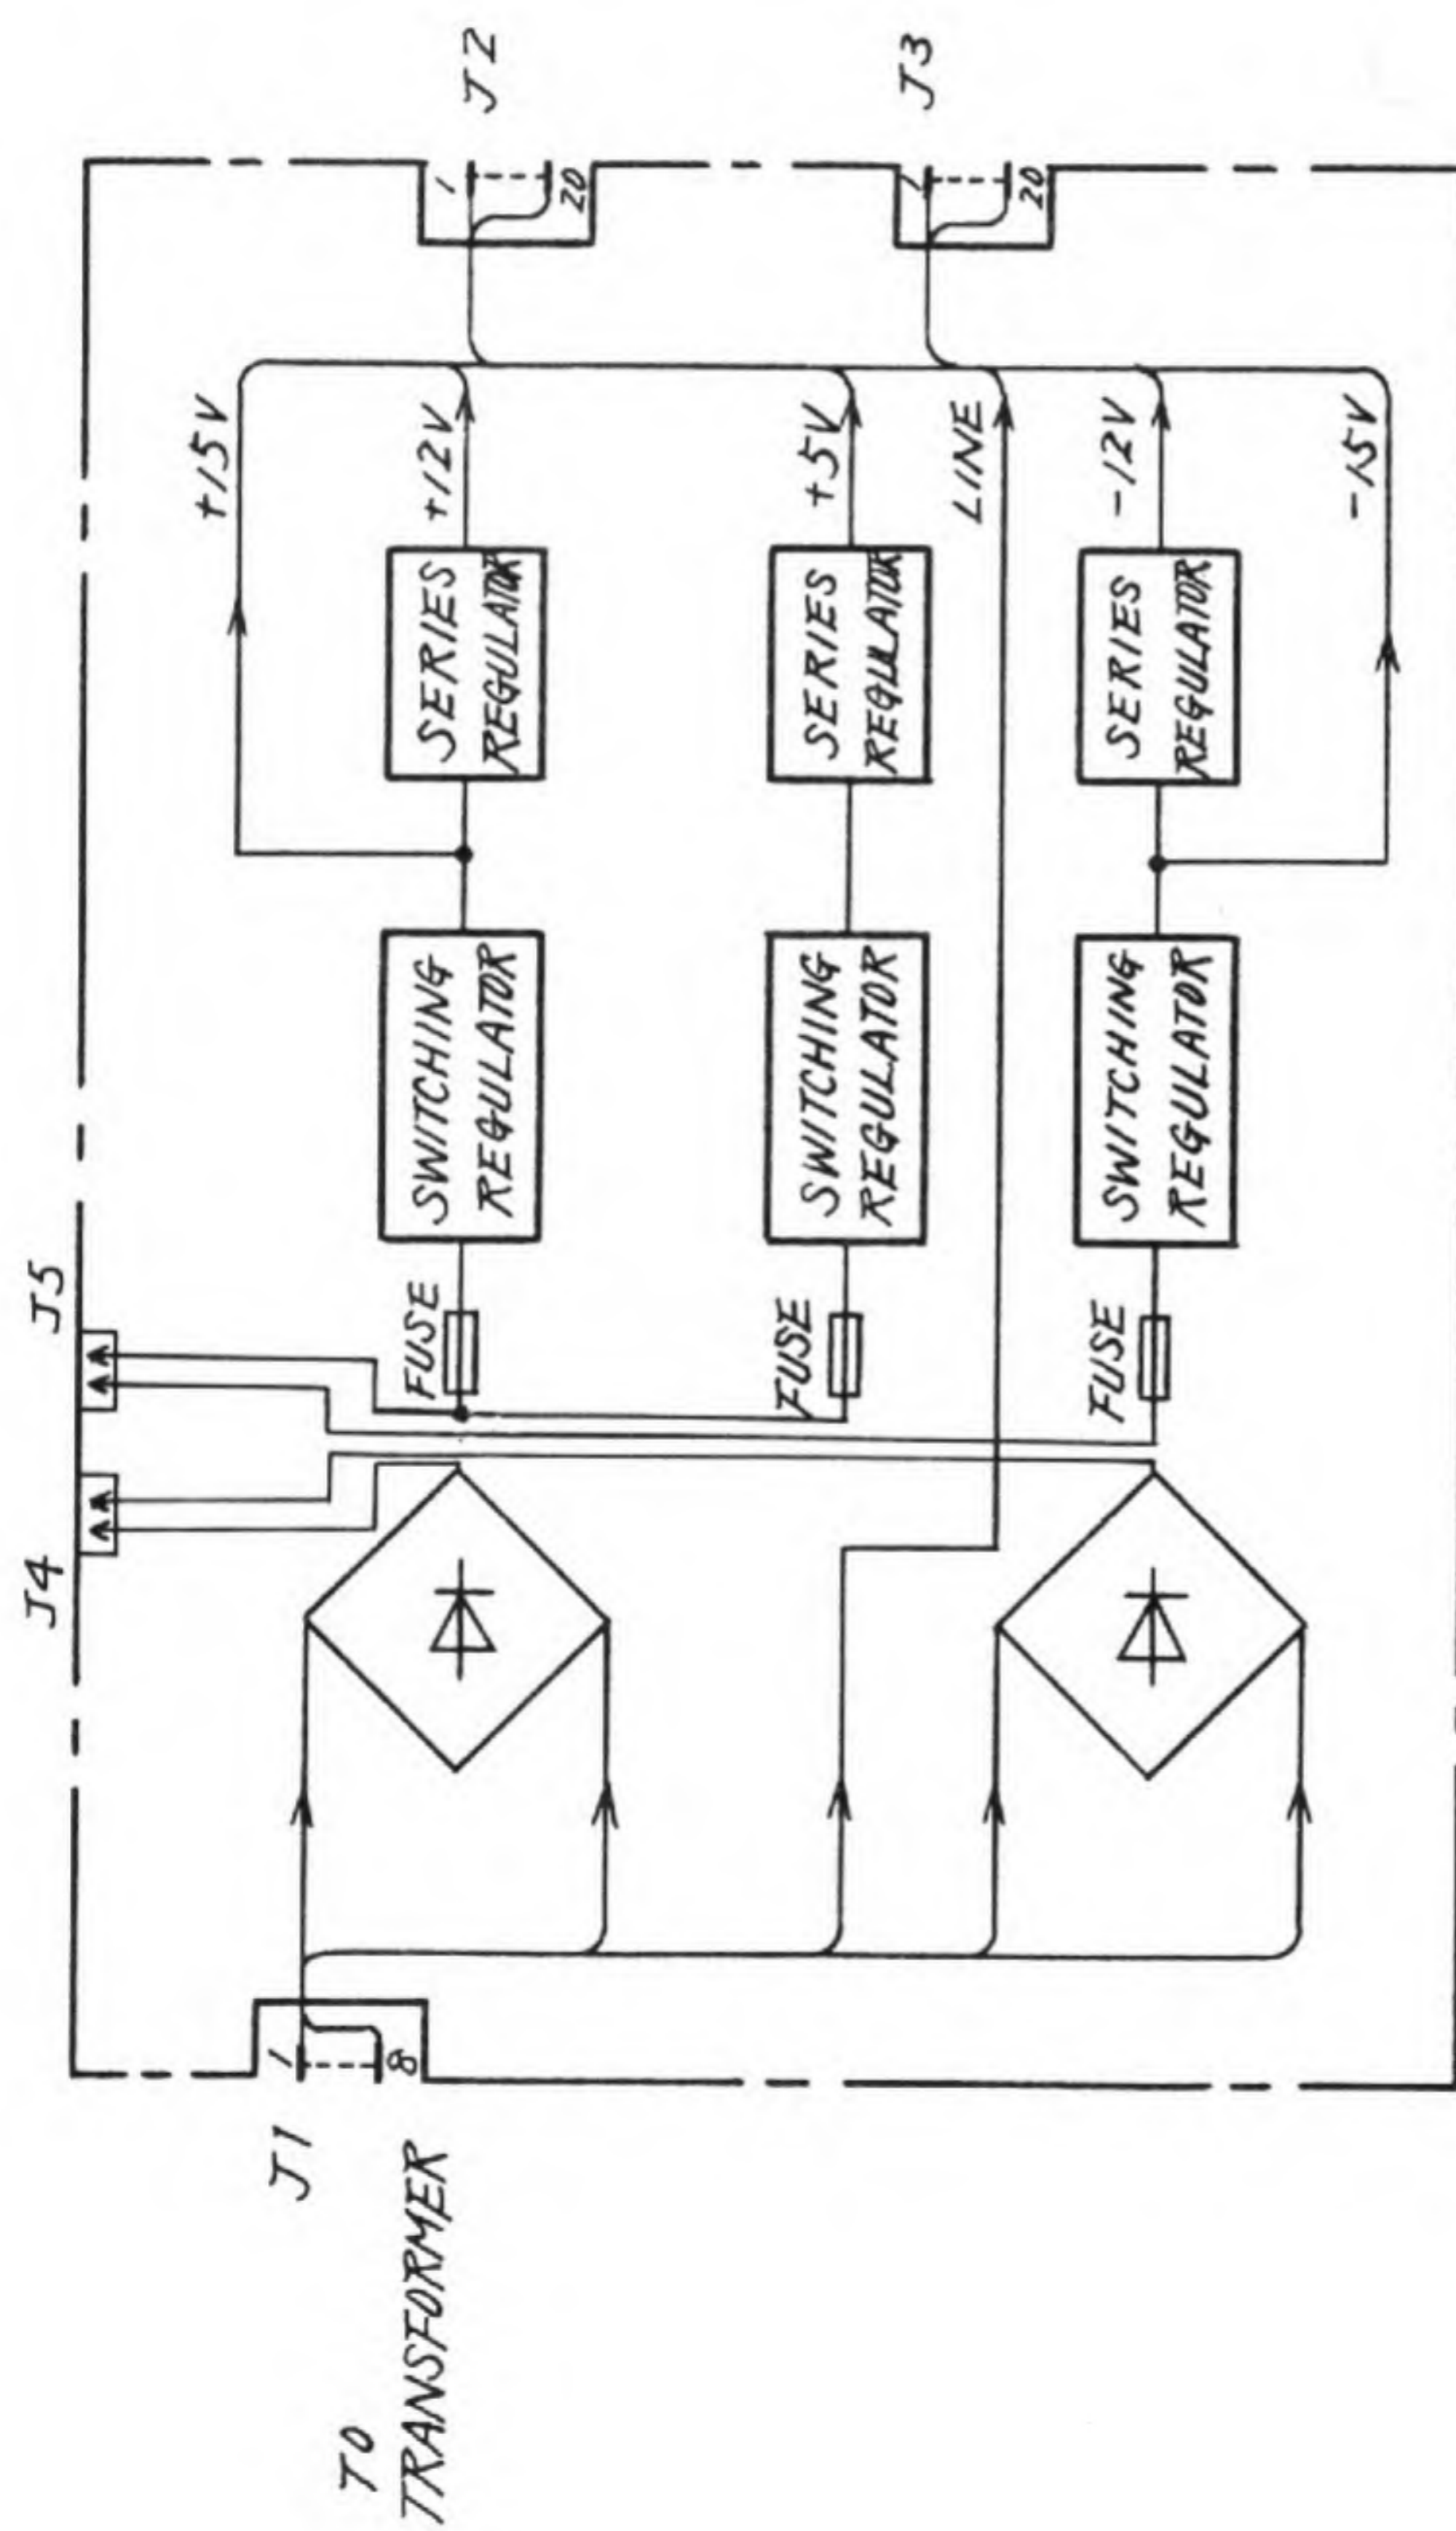 J4
J5
J1
TO
TRANSFORMER
1
8
FUSE
SWITCHING
REGULATOR
SERIES
REGULATOR
+15V
+12V
FUSE
SWITCHING
REGULATOR
SERIES
REGULATOR
+5V
LINE
FUSE
SWITCHING
REGULATOR
SERIES
REGULATOR
-12V
-15V
1
20
J2
1
20
J3